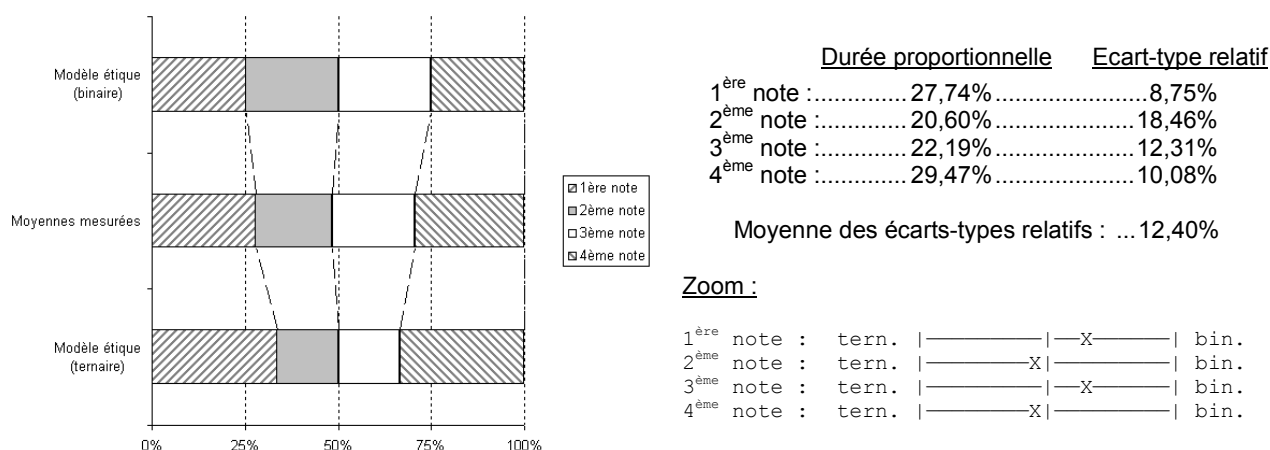 Modèle étique
(binaire)
Moyennes mesurées
Modèle étique
(ternaire)
0% 25% 50% 75% 100%
1ère note
2ème note
3ème note
4ème note
Durée proportionnelle Ecart-type relatif
1ère note :............. 27,74%......................8,75%
2ème note :............. 20,60%.....................18,46%
3ème note :............. 22,19%.....................12,31%
4ème note :............. 29,47%.....................10,08%
Moyenne des écarts-types relatifs : ...12,40%
Zoom :
1ère note : tern. |—————————|——X——————| bin.
2ème note : tern. |————————X|—————————| bin.
3ème note : tern. |—————————|——X——————| bin.
4ème note : tern. |————————X|—————————| bin.